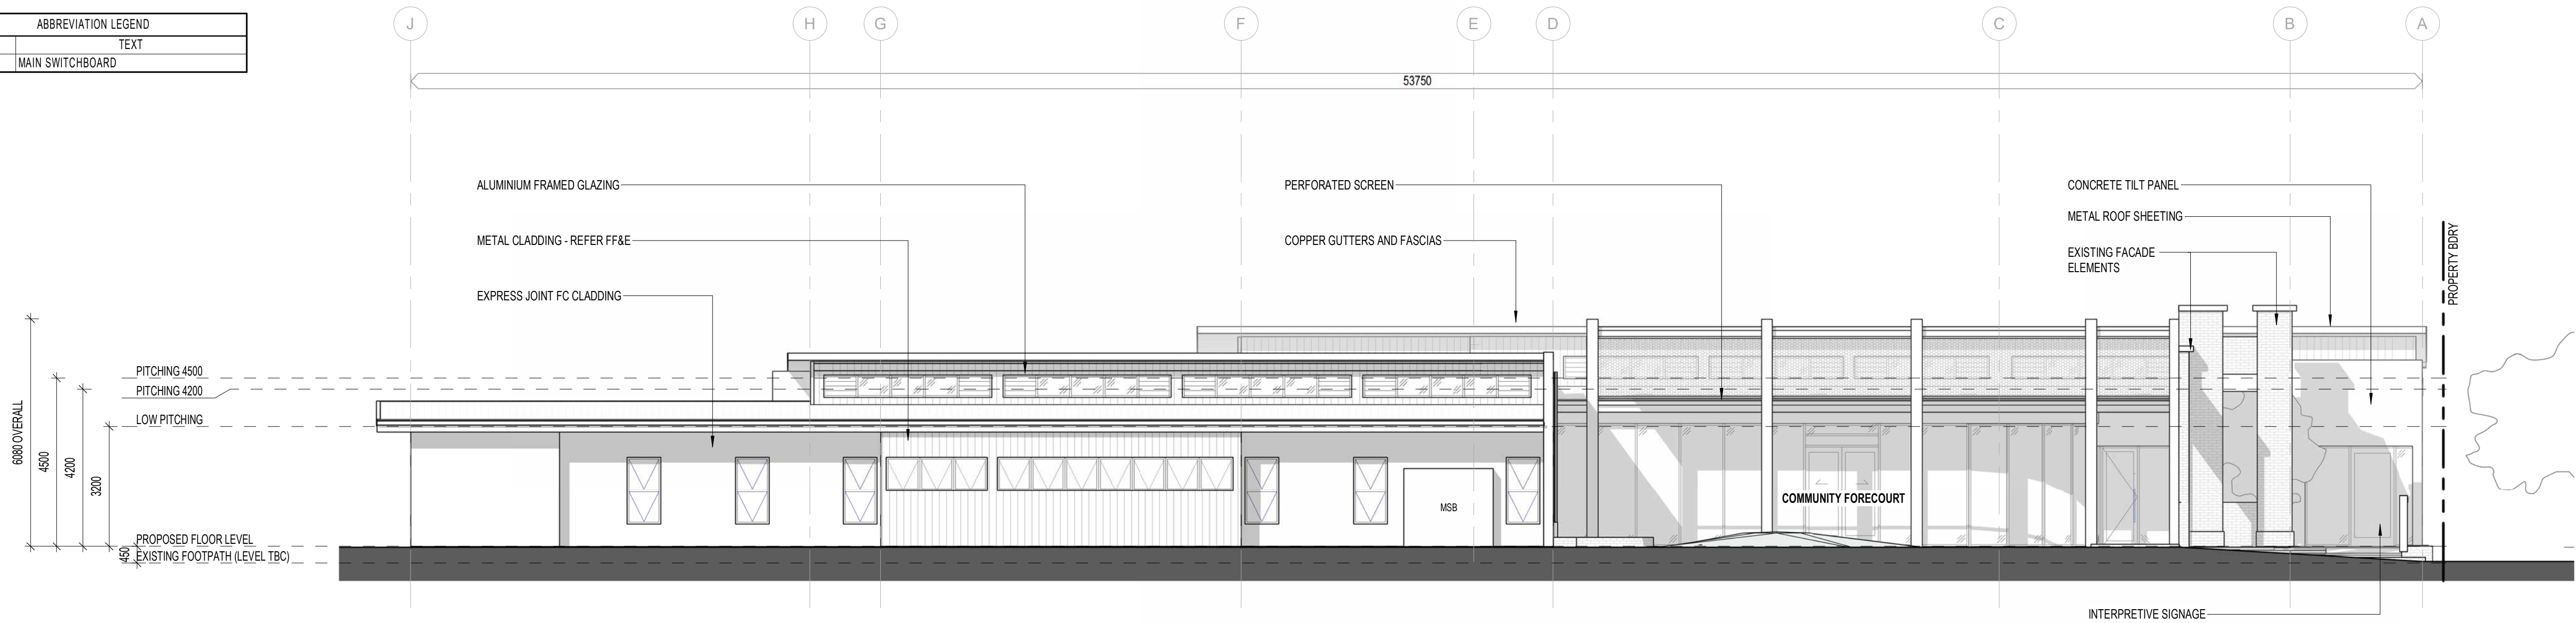 ABBREVIATION LEGEND
TEXT
MAIN SWITCHBOARD
J
H
G
F
E
D
C
B
A
53750
ALUMINIUM FRAMED GLAZING
PERFORATED SCREEN
CONCRETE TILT PANEL
METAL ROOF SHEETING
METAL CLADDING - REFER FF&E
COPPER GUTTERS AND FASCIAS
EXISTING FACADE
ELEMENTS
PROPERTY BDRY
EXPRESS JOINT FC CLADDING
PITCHING 4500
PITCHING 4200
LOW PITCHING
6080 OVERALL
4500
4200
3200
COMMUNITY FORECOURT
MSB
PROPOSED FLOOR LEVEL
450
EXISTING FOOTPATH (LEVEL TBC)
INTERPRETIVE SIGNAGE